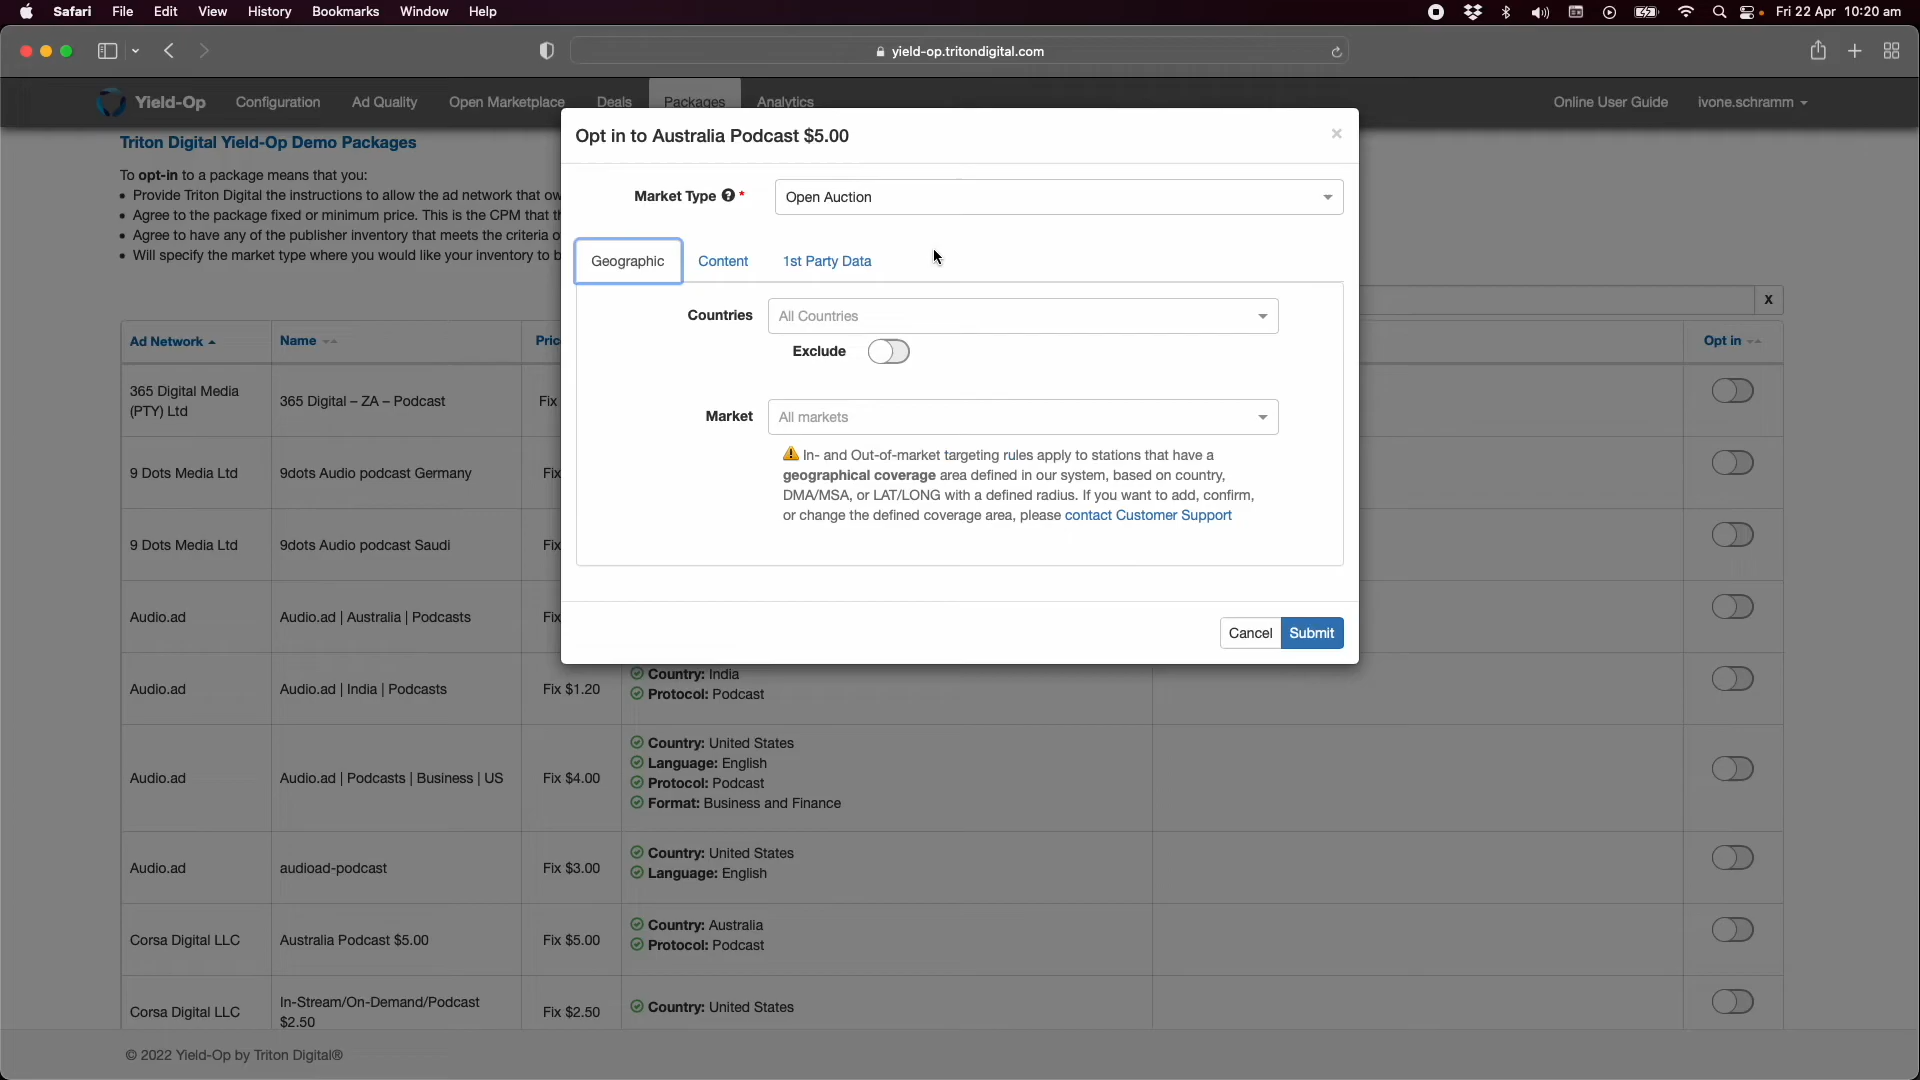 Safari File Edit View History Bookmarks Window Help Fri 22 Apr 10:20 am
yield-op.tritondigital.com
Yield-Op Configuration Ad Quality Open Marketplace Deals Packages Analytics Online User Guide ivone.schramm
Triton Digital Yield-Op Demo Packages
To opt-in to a package means that you:
• Provide Triton Digital the instructions to allow the ad network that
• Agree to the package fixed or minimum price. This is the CPM that
• Agree to have any of the publisher inventory that meets the criteria
• Will specify the market type where you would like your inventory to
Opt in to Australia Podcast $5.00 ×
Market Type ? * Open Auction
Geographic Content 1st Party Data
Countries All Countries
Exclude
Market All markets
In- and Out-of-market targeting rules apply to stations that have a
geographical coverage area defined in our system, based on country,
DMA/MSA, or LAT/LONG with a defined radius. If you want to add, confirm,
or change the defined coverage area, please contact Customer Support
Cancel Submit
X
Ad Network Name Opt in
365 Digital Media
(PTY) Ltd
365 Digital – ZA – Podcast Fix
9 Dots Media Ltd 9dots Audio podcast Germany Fix
9 Dots Media Ltd 9dots Audio podcast Saudi Fix
Audio.ad Audio.ad | Australia | Podcasts Fix
Audio.ad Audio.ad | India | Podcasts Fix $1.20
Country: India
Protocol: Podcast
Audio.ad Audio.ad | Podcasts | Business | US Fix $4.00
Country: United States
Language: English
Protocol: Podcast
Format: Business and Finance
Audio.ad audioad-podcast Fix $3.00
Country: United States
Language: English
Corsa Digital LLC Australia Podcast $5.00 Fix $5.00
Country: Australia
Protocol: Podcast
Corsa Digital LLC
In-Stream/On-Demand/Podcast
$2.50
Fix $2.50
Country: United States
© 2022 Yield-Op by Triton Digital®